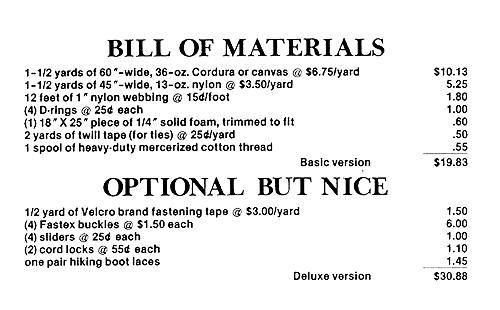 BILL OF MATERIALS
1-1/2 yards of 60"-wide, 36-oz. Cordura or canvas @ $6.75/yard $10.13
1-1/2 yards of 45"-wide, 13-oz. nylon @ $3.50/yard 5.25
12 feet of 1" nylon webbing @ 15¢/foot 1.80
(4) D-rings @ 25¢ each 1.00
(1) 18" X 25" piece of 1/4" solid foam, trimmed to fit .60
2 yards of twill tape (for ties) @ 25¢/yard .50
1 spool of heavy-duty mercerized cotton thread .55
Basic version $19.83
OPTIONAL BUT NICE
1/2 yard of Velcro brand fastening tape @ $3.00/yard 1.50
(4) Fastex buckles @ $1.50 each 6.00
(4) sliders @ 25¢ each 1.00
(2) cord locks @ 55¢ each 1.10
one pair hiking boot laces 1.45
Deluxe version $30.88